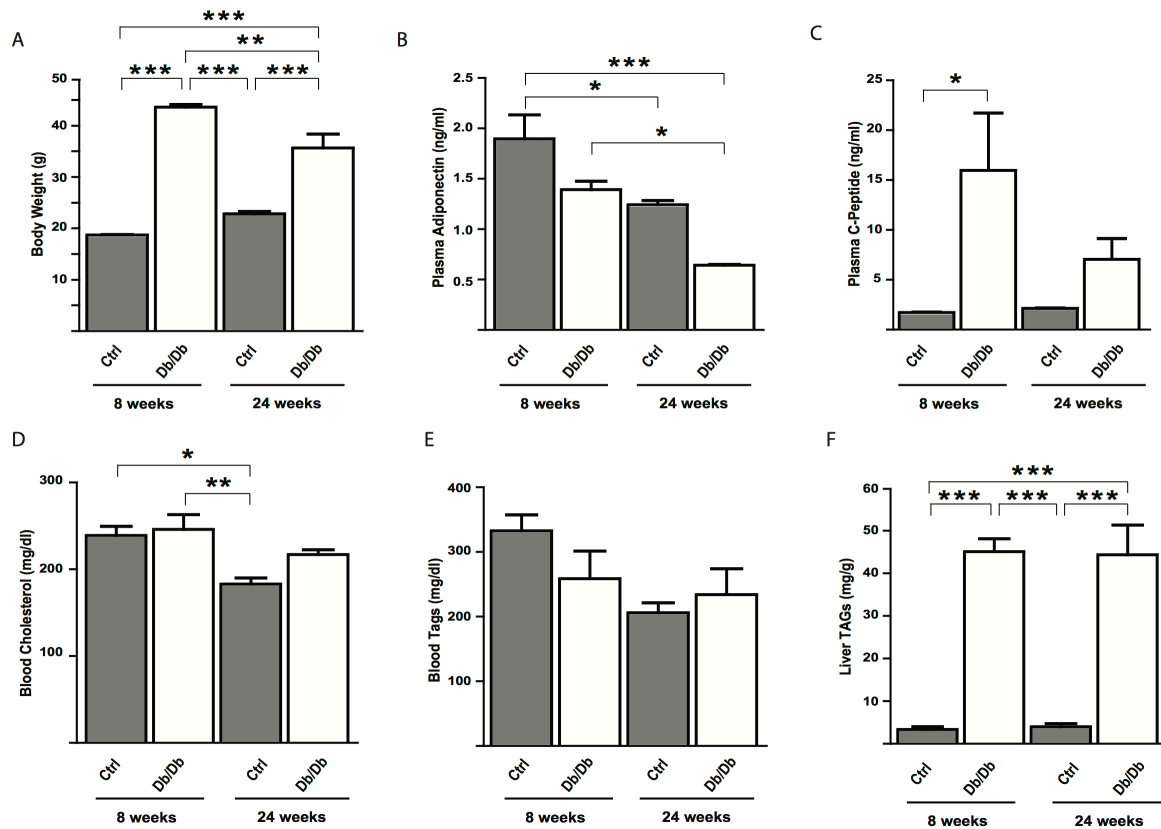 A
***
**
*** *** ***
Body Weight (g)
50
40
30
20
10
Ctrl
Db/Db
Ctrl
Db/Db
8 weeks
24 weeks
B
***
*
*
Plasma Adiponectin (ng/ml)
2.5
2.0
1.5
1.0
0.5
Ctrl
Db/Db
Ctrl
Db/Db
8 weeks
24 weeks
C
*
Plasma C-Peptide (ng/ml)
25
20
15
10
5
Ctrl
Db/Db
Ctrl
Db/Db
8 weeks
24 weeks
D
*
**
Blood Cholesterol (mg/dl)
300
200
100
Ctrl
Db/Db
Ctrl
Db/Db
8 weeks
24 weeks
E
Blood Tags (mg/dl)
400
300
200
100
Ctrl
Db/Db
Ctrl
Db/Db
8 weeks
24 weeks
F
***
*** *** ***
Liver TAGs (mg/g)
60
50
40
30
20
10
Ctrl
Db/Db
Ctrl
Db/Db
8 weeks
24 weeks